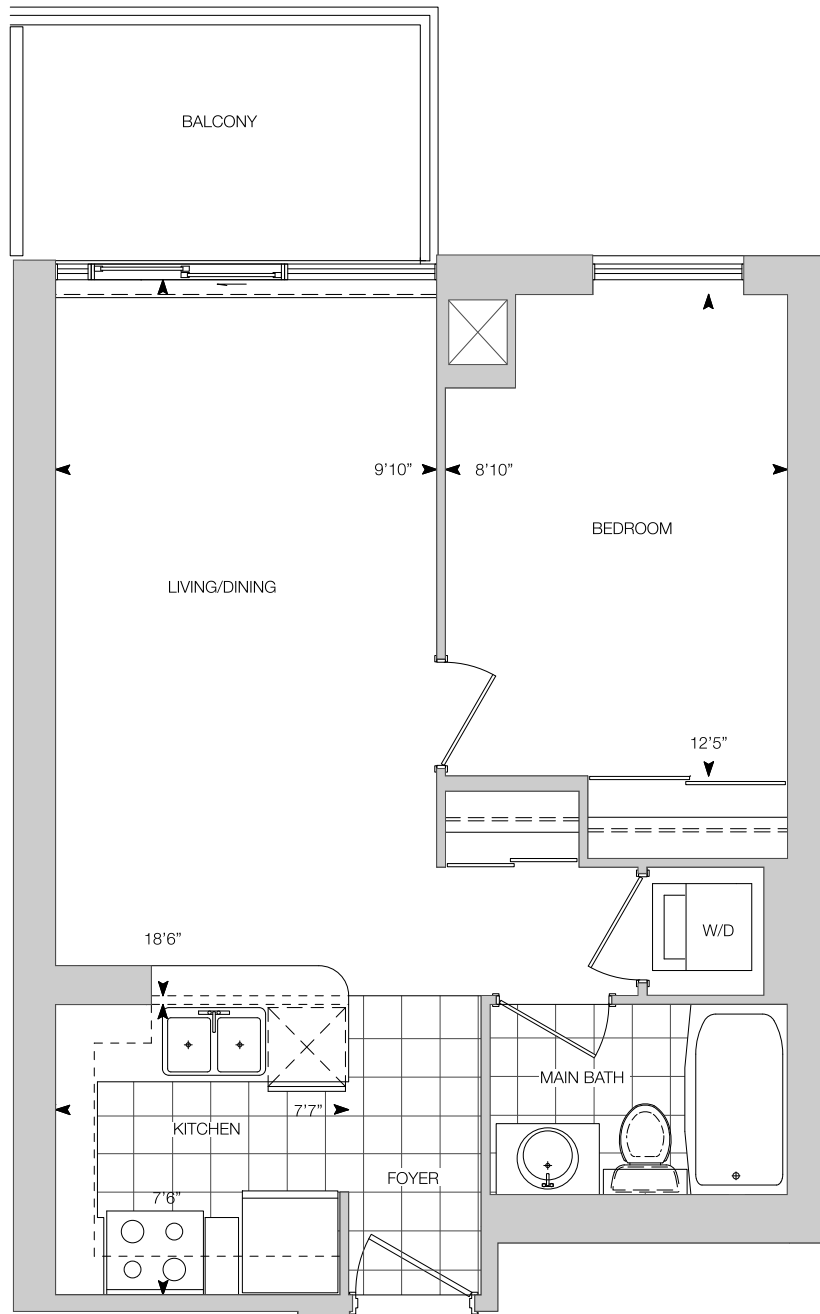 BALCONY
9’10”
8’10”
BEDROOM
LIVING/DINING
12’5”
18’6”
W/D
MAIN BATH
7’7”
KITCHEN
FOYER
7’6”